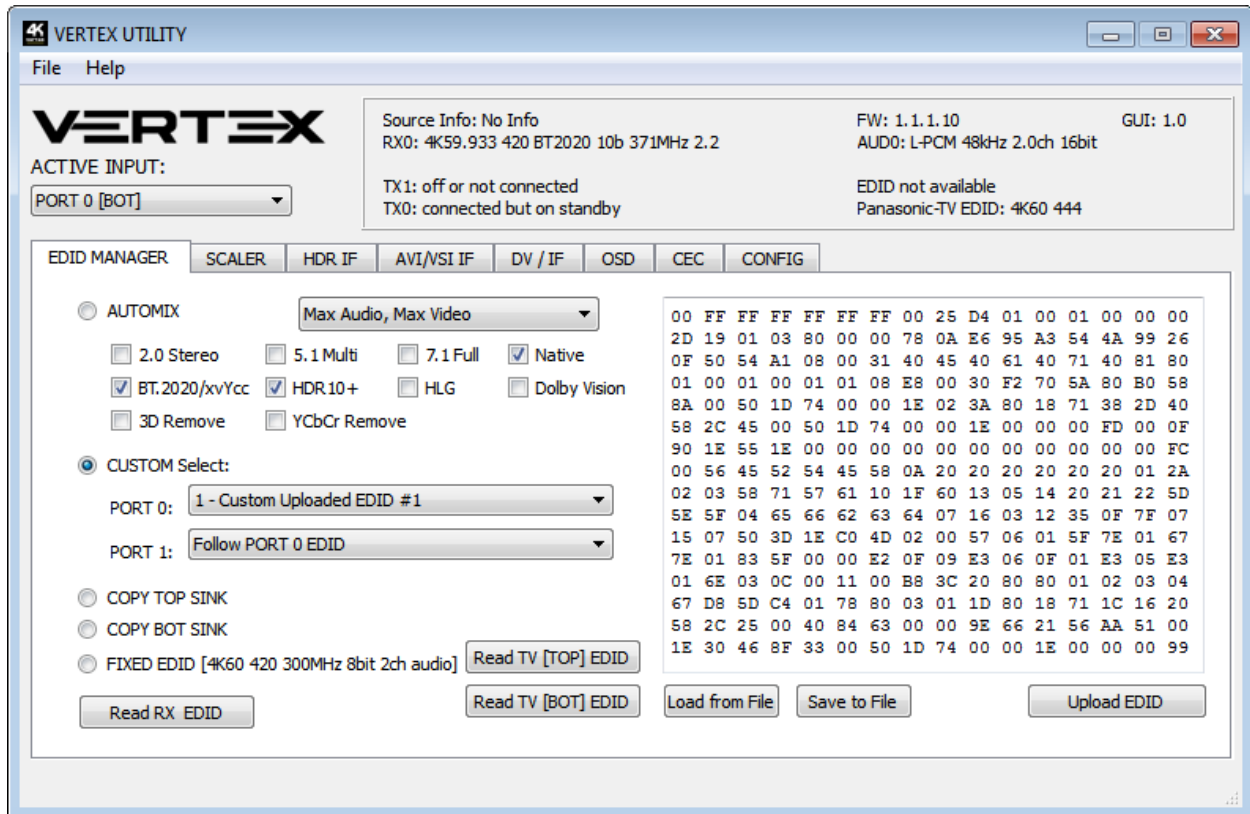 4K VERTEX UTILITY
File Help
VERTEX
ACTIVE INPUT:
PORT 0 [BOT]
Source Info: No Info
RX0: 4K59.933 420 BT2020 10b 371MHz 2.2
TX1: off or not connected
TX0: connected but on standby
FW: 1.1.1.10 GUI: 1.0
AUD0: L-PCM 48kHz 2.0ch 16bit
EDID not available
Panasonic-TV EDID: 4K60 444
EDID MANAGER SCALER HDR IF AVI/VSI IF DV / IF OSD CEC CONFIG
AUTOMIX Max Audio, Max Video
2.0 Stereo 5.1 Multi 7.1 Full Native
BT.2020/xvYcc HDR10+ HLG Dolby Vision
3D Remove YCbCr Remove
CUSTOM Select:
PORT 0: 1 - Custom Uploaded EDID #1
PORT 1: Follow PORT 0 EDID
COPY TOP SINK
COPY BOT SINK
FIXED EDID [4K60 420 300MHz 8bit 2ch audio] Read TV [TOP] EDID
Read RX EDID Read TV [BOT] EDID
00 FF FF FF FF FF FF 00 25 D4 01 00 01 00 00 00
2D 19 01 03 80 00 00 78 0A E6 95 A3 54 4A 99 26
0F 50 54 A1 08 00 31 40 45 40 61 40 71 40 81 80
01 00 01 00 01 01 08 E8 00 30 F2 70 5A 80 B0 58
8A 00 50 1D 74 00 00 1E 02 3A 80 18 71 38 2D 40
58 2C 45 00 50 1D 74 00 00 1E 00 00 00 FD 00 0F
90 1E 55 1E 00 00 00 00 00 00 00 00 00 00 00 FC
00 56 45 52 54 45 58 0A 20 20 20 20 20 20 01 2A
02 03 58 71 57 61 10 1F 60 13 05 14 20 21 22 5D
5E 5F 04 65 66 62 63 64 07 16 03 12 35 0F 7F 07
15 07 50 3D 1E C0 4D 02 00 57 06 01 5F 7E 01 67
7E 01 83 5F 00 00 E2 0F 09 E3 06 0F 01 E3 05 E3
01 6E 03 0C 00 11 00 B8 3C 20 80 80 01 02 03 04
67 D8 5D C4 01 78 80 03 01 1D 80 18 71 1C 16 20
58 2C 25 00 40 84 63 00 00 9E 66 21 56 AA 51 00
1E 30 46 8F 33 00 50 1D 74 00 00 1E 00 00 00 99
Load from File Save to File Upload EDID